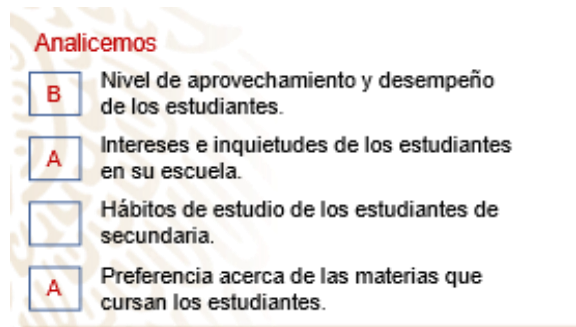 Analicemos
B
Nivel de aprovechamiento y desempeño
de los estudiantes.
A
Intereses e inquietudes de los estudiantes
en su escuela.
Hábitos de estudio de los estudiantes de
secundaria.
A
Preferencia acerca de las materias que
cursan los estudiantes.